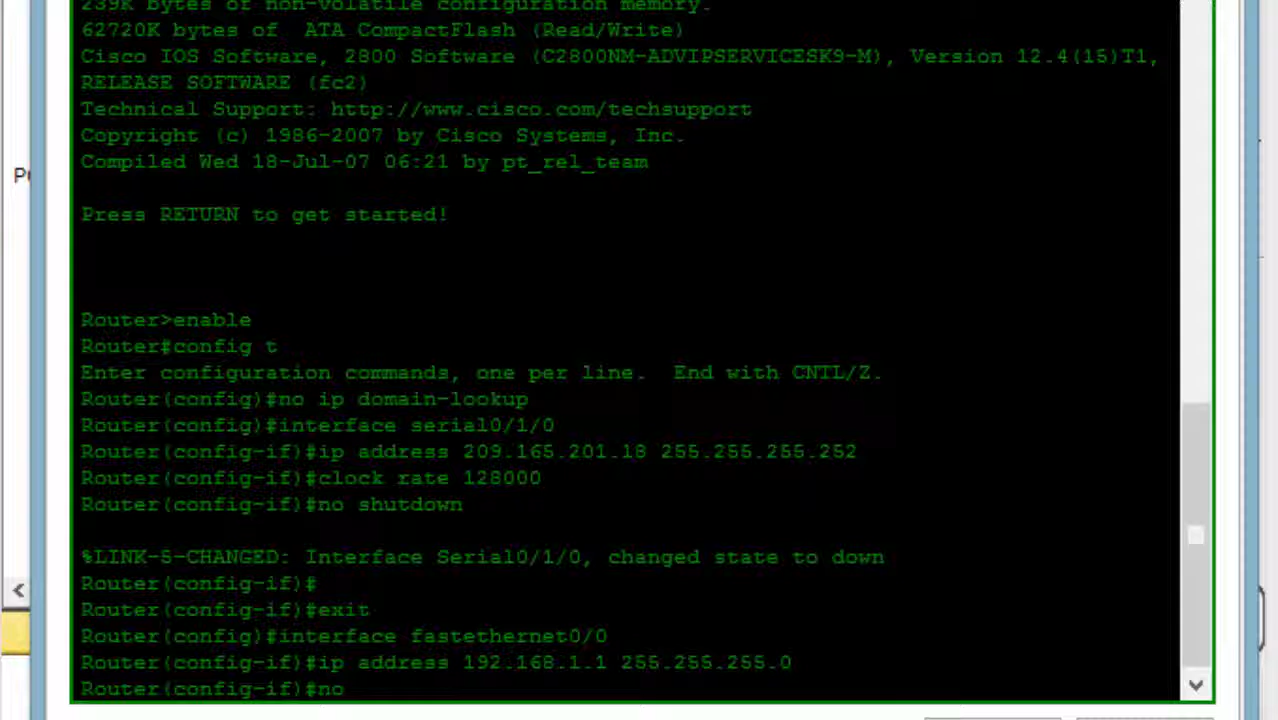 239K bytes of non-volatile configuration memory.
62720K bytes of  ATA CompactFlash (Read/Write)
Cisco IOS Software, 2800 Software (C2800NM-ADVIPSERVICESK9-M), Version 12.4(15)T1,
RELEASE SOFTWARE (fc2)
Technical Support: http://www.cisco.com/techsupport
Copyright (c) 1986-2007 by Cisco Systems, Inc.
Compiled Wed 18-Jul-07 06:21 by pt_rel_team
Press RETURN to get started!
Router>enable
Router#config t
Enter configuration commands, one per line.  End with CNTL/Z.
Router(config)#no ip domain-lookup
Router(config)#interface serial0/1/0
Router(config-if)#ip address 209.165.201.18 255.255.255.252
Router(config-if)#clock rate 128000
Router(config-if)#no shutdown
%LINK-5-CHANGED: Interface Serial0/1/0, changed state to down
Router(config-if)#
Router(config-if)#exit
Router(config)#interface fastethernet0/0
Router(config-if)#ip address 192.168.1.1 255.255.255.0
Router(config-if)#no